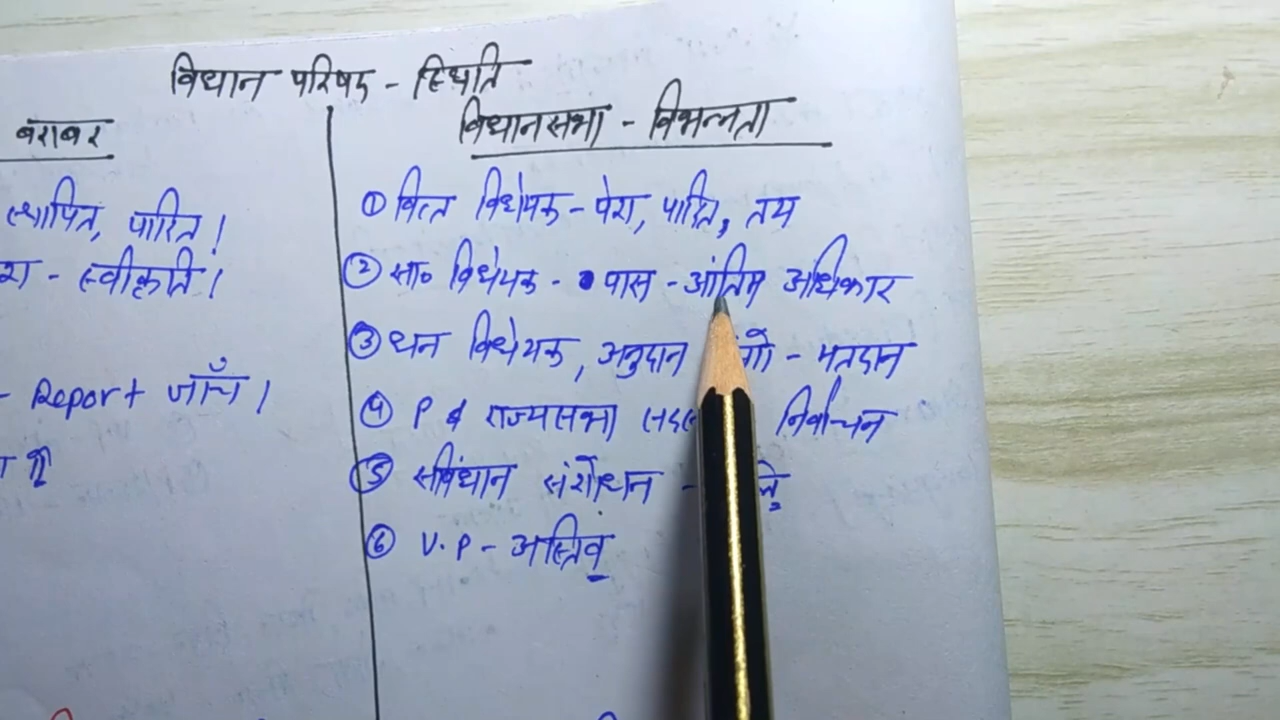 विधान परिषद - स्थिति
बराबर
स्थापित, पारित।
- स्वीकृति।
- Report जाँच।
विधानसभा - विभिन्नता
① वित्त विधेयक - पेश, पारित, तय
② सा० विधेयक - पास - अंतिम अधिकार
③ धन विधेयक, अनुदान - मतदान
④ P व राज्यसभा निर्वाचन
⑤ संविधान संशोधन -
⑥ V.P - अस्तित्व